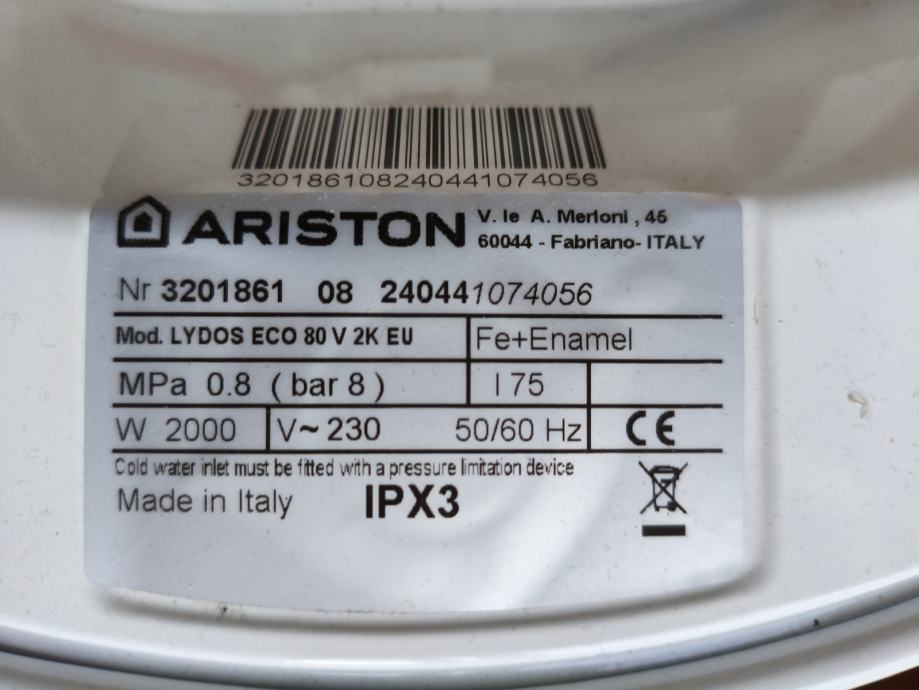 3201861082404410​74056
ARISTON V. le A. Merloni , 45
60044 - Fabriano- ITALY
Nr 3201861 08 240441074056
Mod. LYDOS ECO 80 V 2K EU Fe+Enamel
MPa 0.8 ( bar 8 ) l 75
W 2000 V~ 230 50/60 Hz CE
Cold water inlet must be fitted with a pressure limitation device
Made in Italy IPX3